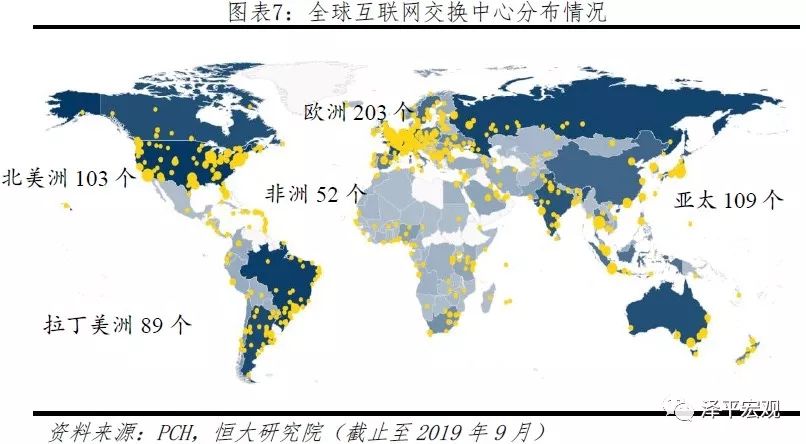 图表7：全球互联网交换中心分布情况
欧洲 203 个
北美洲 103 个
非洲 52 个
亚太 109 个
拉丁美洲 89 个
泽平宏观
资料来源：PCH，恒大研究院（截止至 2019 年 9 月）